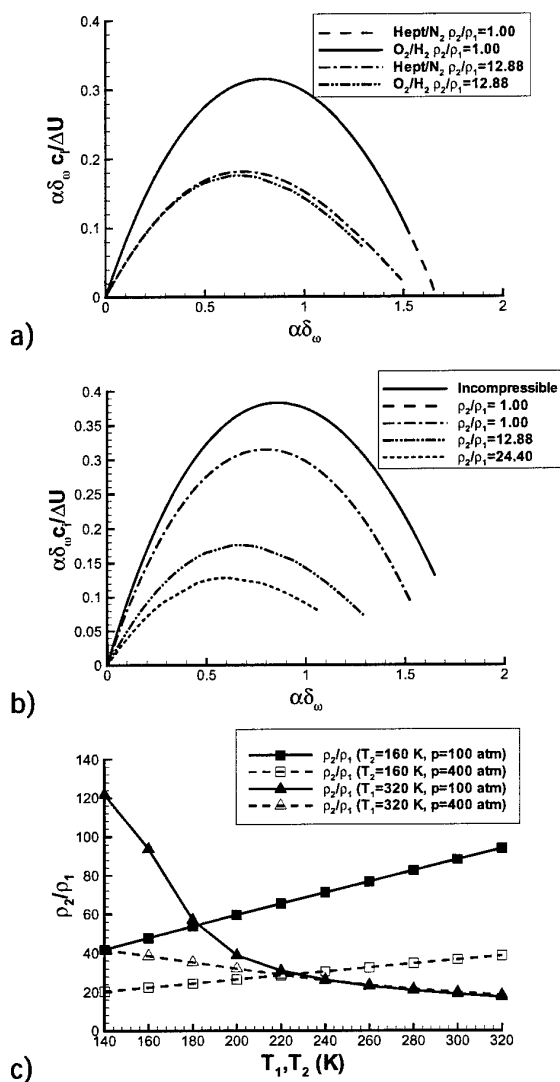 0.4
0.3
0.2
0.1
0
αδω cᵢ/ΔU
Hept/N₂ ρ₂/ρ₁=1.00
O₂/H₂ ρ₂/ρ₁=1.00
Hept/N₂ ρ₂/ρ₁=12.88
O₂/H₂ ρ₂/ρ₁=12.88
0 0.5 1 1.5 2
αδω
a)
0.4
0.35
0.3
0.25
0.2
0.15
0.1
0.05
0
αδω cᵢ/ΔU
Incompressible
ρ₂/ρ₁= 1.00
ρ₂/ρ₁= 1.00
ρ₂/ρ₁=12.88
ρ₂/ρ₁=24.40
0 0.5 1 1.5 2
αδω
b)
140
120
100
80
60
40
20
0
ρ₂/ρ₁
ρ₂/ρ₁ (T₂=160 K, p=100 atm)
ρ₂/ρ₁ (T₂=160 K, p=400 atm)
ρ₂/ρ₁ (T₁=320 K, p=100 atm)
ρ₂/ρ₁ (T₁=320 K, p=400 atm)
140 160 180 200 220 240 260 280 300 320
T₁,T₂ (K)
c)